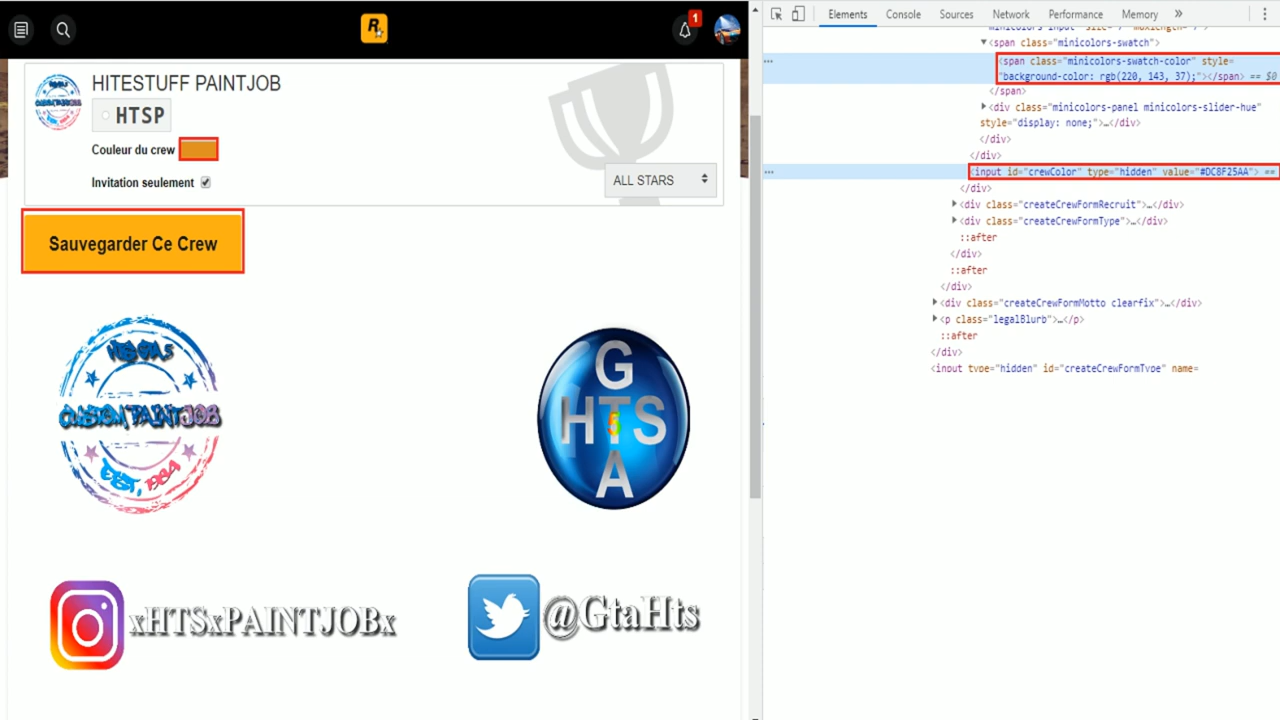 R
1
HITESTUFF PAINTJOB
HTSP
Couleur du crew
Invitation seulement
ALL STARS
Sauvegarder Ce Crew
CUSTOM PAINTJOB
EST, 1984
G
HTS
5
A
xHTSxPAINTJOBx
@GtaHts
Elements Console Sources Network Performance Memory »
▼<span class="minicolors-swatch">
<span class="minicolors-swatch-color" style=
"background-color: rgb(220, 143, 37);"></span> == $0
</span>
<div class="minicolors-panel minicolors-slider-hue"
style="display: none;">…</div>
</div>
</div>
<input id="crewColor" type="hidden" value="#DC8F25AA"> ==
</div>
<div class="createCrewFormRecruit">…</div>
<div class="createCrewFormType">…</div>
::after
</div>
::after
</div>
<div class="createCrewFormMotto clearfix">…</div>
<p class="legalBlurb">…</p>
::after
</div>
<input type="hidden" id="createCrewFormType" name=